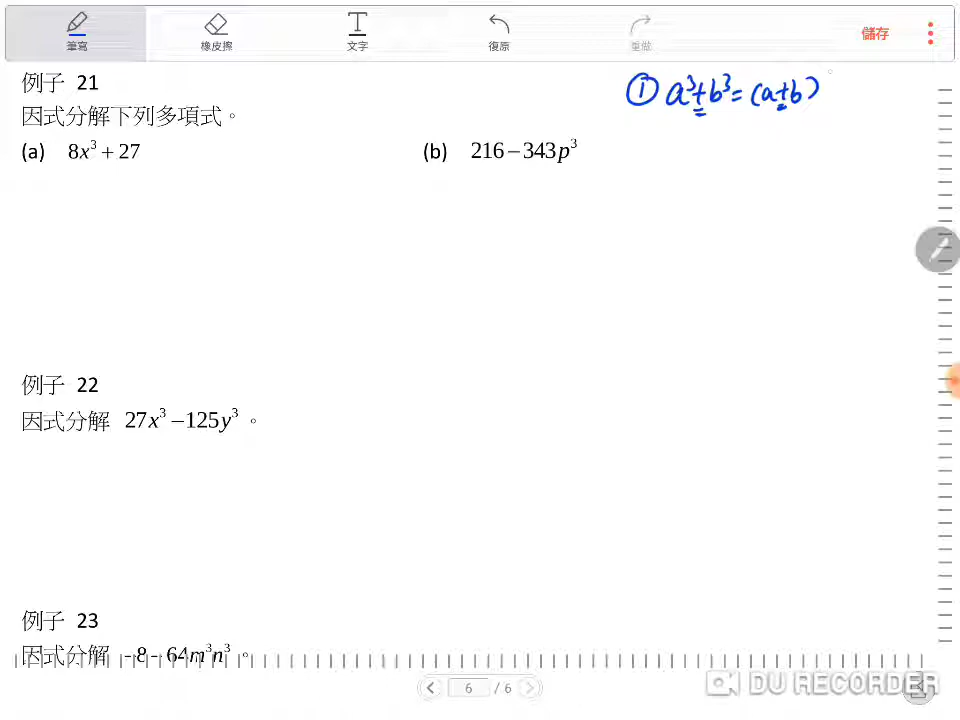 筆寫 橡皮擦 文字 復原 重做 儲存
例子 21
① a³+b³=(a+b)
因式分解下列多項式。
(a) 8x³+27 (b) 216−343p³
例子 22
因式分解 27x³−125y³。
例子 23
因式分解 -8-64m³n³。
6 / 6
DU RECORDER